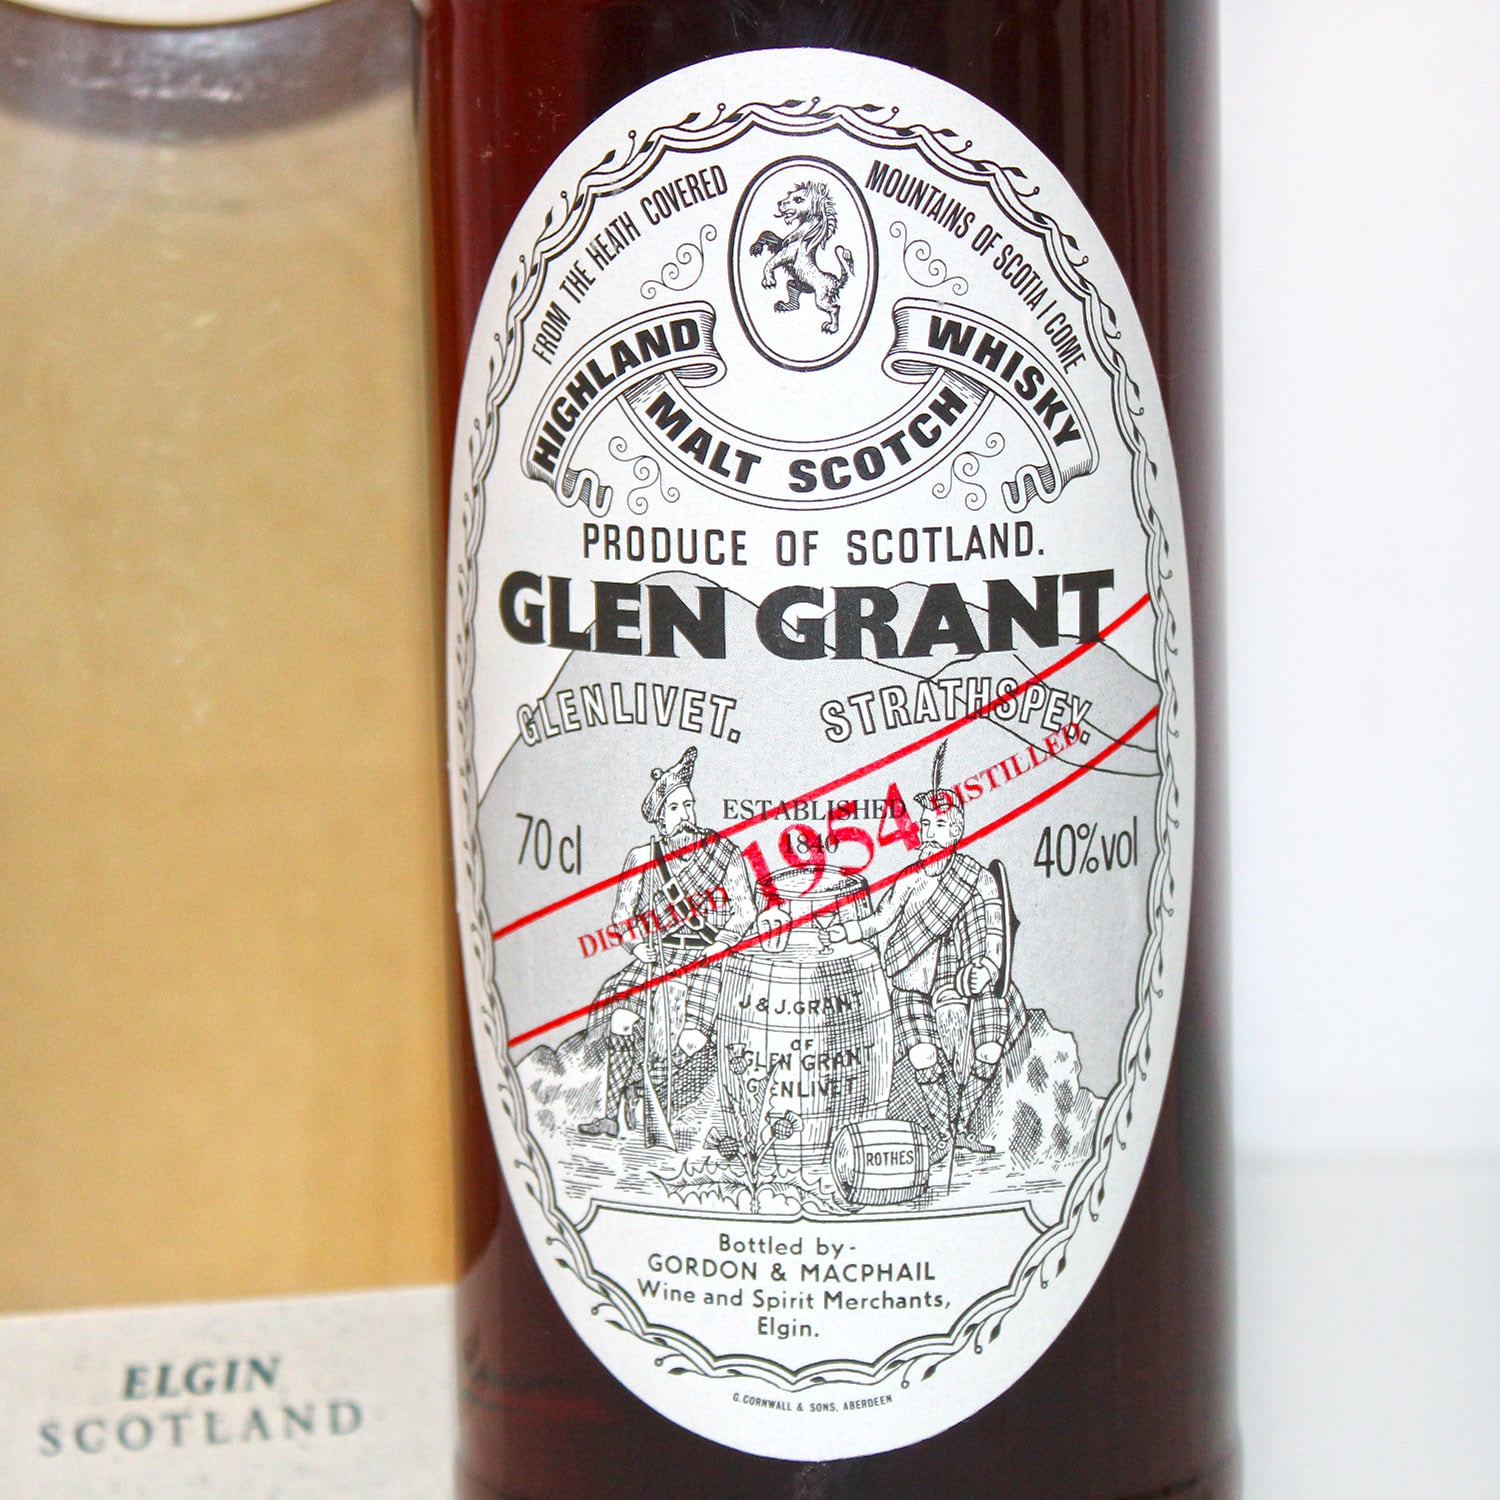 FROM THE HEATH COVERED MOUNTAINS OF SCOTIA I COME
HIGHLAND MALT SCOTCH WHISKY
PRODUCE OF SCOTLAND.
GLEN GRANT
GLENLIVET. STRATHSPEY.
ESTABLISHED
1840
70 cl
40%vol
DISTILLED 1954 DISTILLED
J & J. GRANT
OF
GLEN GRANT
GLENLIVET
ROTHES
Bottled by-
GORDON & MACPHAIL
Wine and Spirit Merchants,
Elgin.
G. CORNWALL & SONS. ABERDEEN
ELGIN
SCOTLAND